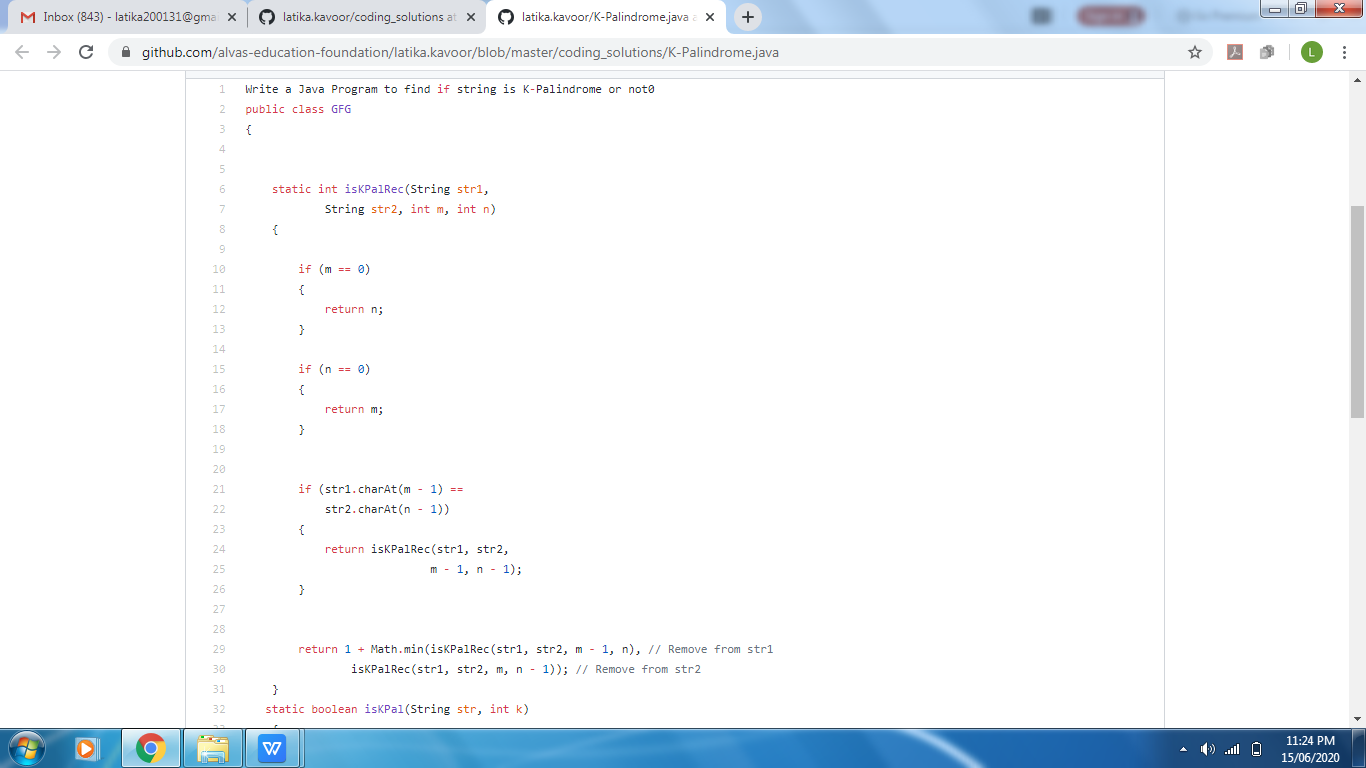 Inbox (843) - latika200131@gma
latika.kavoor/coding_solutions at
latika.kavoor/K-Palindrome.java a
github.com/alvas-education-foundation/latika.kavoor/blob/master/coding_solutions/K-Palindrome.java
L
1 Write a Java Program to find if string is K-Palindrome or not0
2 public class GFG
3 {
4
5
6 static int isKPalRec(String str1,
7 String str2, int m, int n)
8 {
9
10 if (m == 0)
11 {
12 return n;
13 }
14
15 if (n == 0)
16 {
17 return m;
18 }
19
20
21 if (str1.charAt(m - 1) ==
22 str2.charAt(n - 1))
23 {
24 return isKPalRec(str1, str2,
25 m - 1, n - 1);
26 }
27
28
29 return 1 + Math.min(isKPalRec(str1, str2, m - 1, n), // Remove from str1
30 isKPalRec(str1, str2, m, n - 1)); // Remove from str2
31 }
32 static boolean isKPal(String str, int k)
W
11:24 PM
15/06/2020